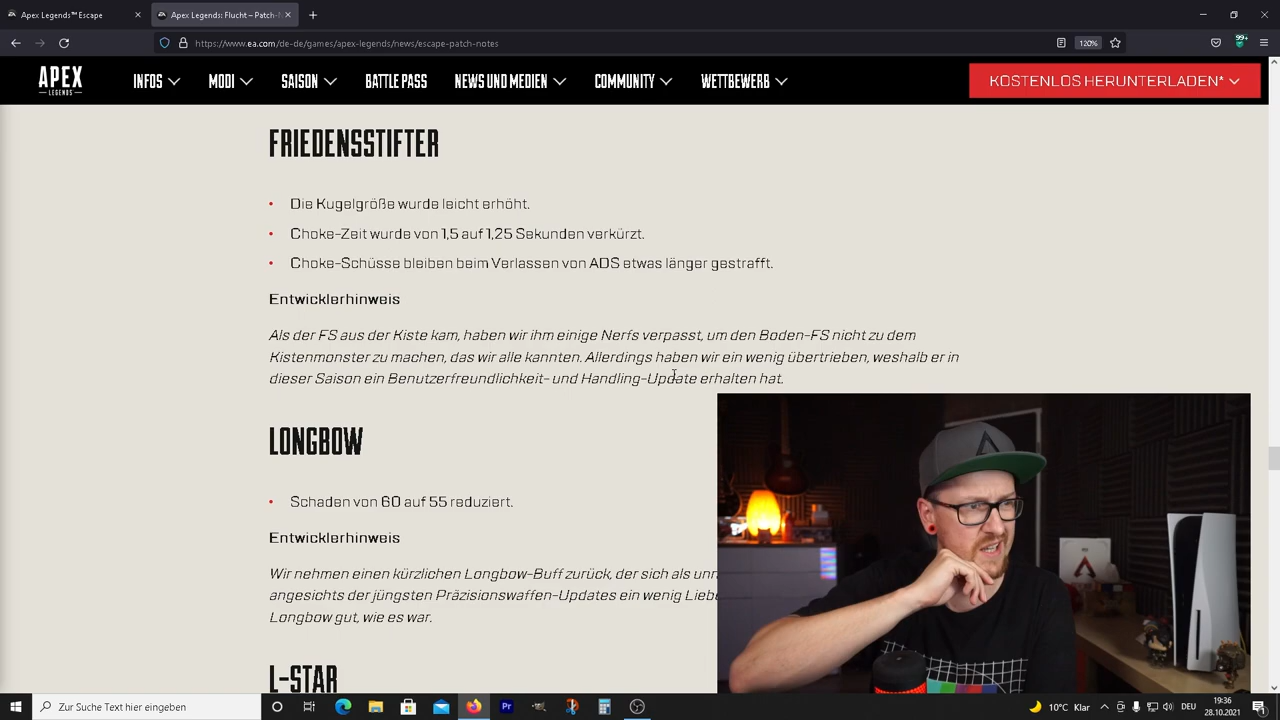 Apex Legends™ Escape
Apex Legends: Flucht – Patch-N
https://www.ea.com/de-de/games/apex-legends/news/escape-patch-notes
120%
99+
APEX
LEGENDS
INFOS
MODI
SAISON
BATTLE PASS
NEWS UND MEDIEN
COMMUNITY
WETTBEWERB
KOSTENLOS HERUNTERLADEN*
FRIEDENSSTIFTER
Die Kugelgröße wurde leicht erhöht.
Choke-Zeit wurde von 1,5 auf 1,25 Sekunden verkürzt.
Choke-Schüsse bleiben beim Verlassen von ADS etwas länger gestrafft.
Entwicklerhinweis
Als der FS aus der Kiste kam, haben wir ihm einige Nerfs verpasst, um den Boden-FS nicht zu dem
Kistenmonster zu machen, das wir alle kannten. Allerdings haben wir ein wenig übertrieben, weshalb er in
dieser Saison ein Benutzerfreundlichkeit- und Handling-Update erhalten hat.
LONGBOW
Schaden von 60 auf 55 reduziert.
Entwicklerhinweis
Wir nehmen einen kürzlichen Longbow-Buff zurück, der sich als
angesichts der jüngsten Präzisionswaffen-Updates ein wenig
Longbow gut, wie es war.
L-STAR
Zur Suche Text hier eingeben
Pr
10°C Klar
DEU
19:36
28.10.2021